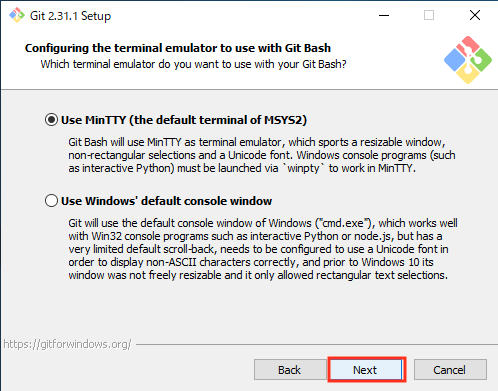 Git 2.31.1 Setup
Configuring the terminal emulator to use with Git Bash
Which terminal emulator do you want to use with your Git Bash?
Use MinTTY (the default terminal of MSYS2)
Git Bash will use MinTTY as terminal emulator, which sports a resizable window,
non-rectangular selections and a Unicode font. Windows console programs (such
as interactive Python) must be launched via `winpty` to work in MinTTY.
Use Windows' default console window
Git will use the default console window of Windows ("cmd.exe"), which works well
with Win32 console programs such as interactive Python or node.js, but has a
very limited default scroll-back, needs to be configured to use a Unicode font in
order to display non-ASCII characters correctly, and prior to Windows 10 its
window was not freely resizable and it only allowed rectangular text selections.
https://gitforwindows.org/
Back
Next
Cancel